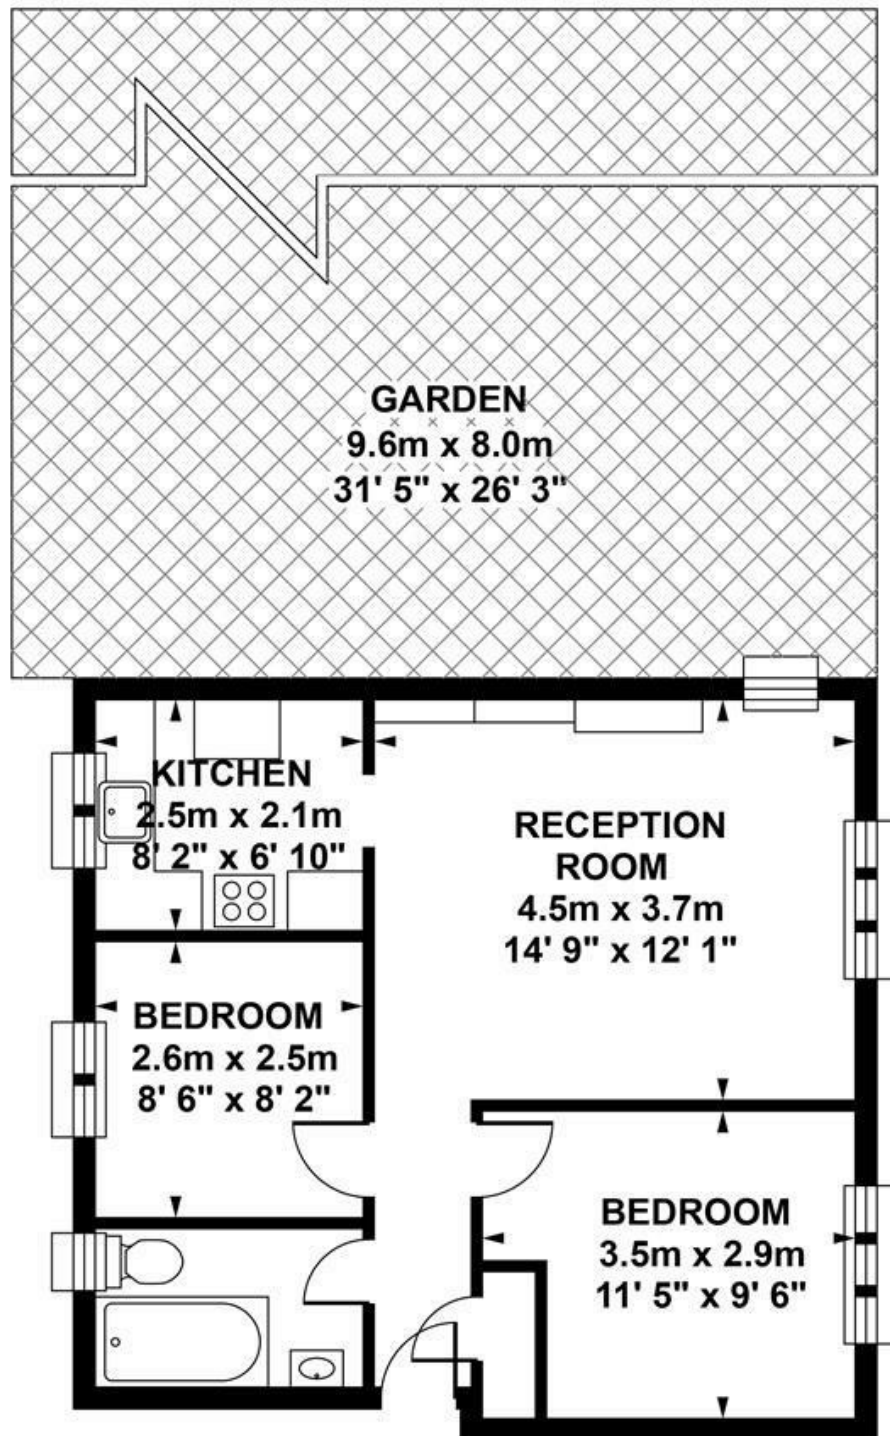 GARDEN
9.6m x 8.0m
31' 5" x 26' 3"
KITCHEN
2.5m x 2.1m
8' 2" x 6' 10"
RECEPTION
ROOM
4.5m x 3.7m
14' 9" x 12' 1"
BEDROOM
2.6m x 2.5m
8' 6" x 8' 2"
BEDROOM
3.5m x 2.9m
11' 5" x 9' 6"